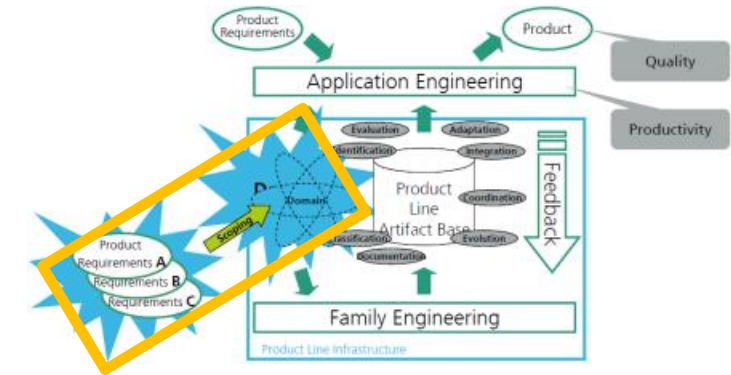 Product
Requirements
Product
Quality
Application Engineering
Productivity
Evaluation
Adaptation
Identification
Integration
D
Domain
Product
Line
Artifact Base
Coordination
Feedback
Scoping
Classification
Evolution
Documentation
Product
Requirements A
Requirements B
Requirements C
Family Engineering
Product Line Infrastructure